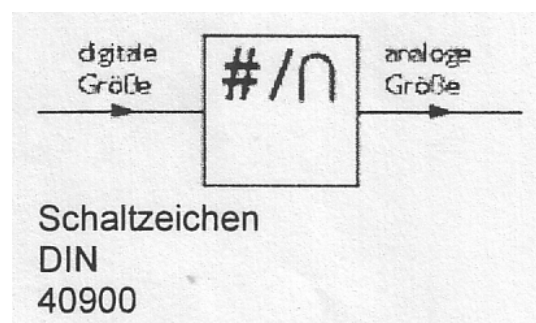 digitale
Größe
#/∩
analoge
Größe
Schaltzeichen
DIN
40900